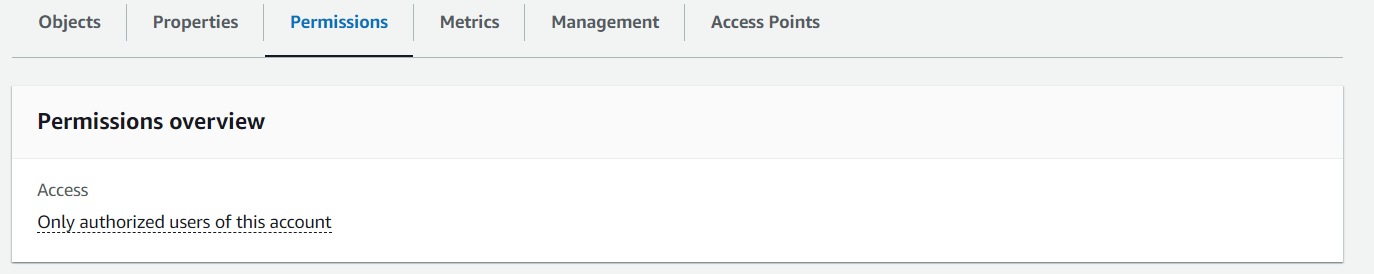 Objects Properties Permissions Metrics Management Access Points
Permissions overview
Access
Only authorized users of this account